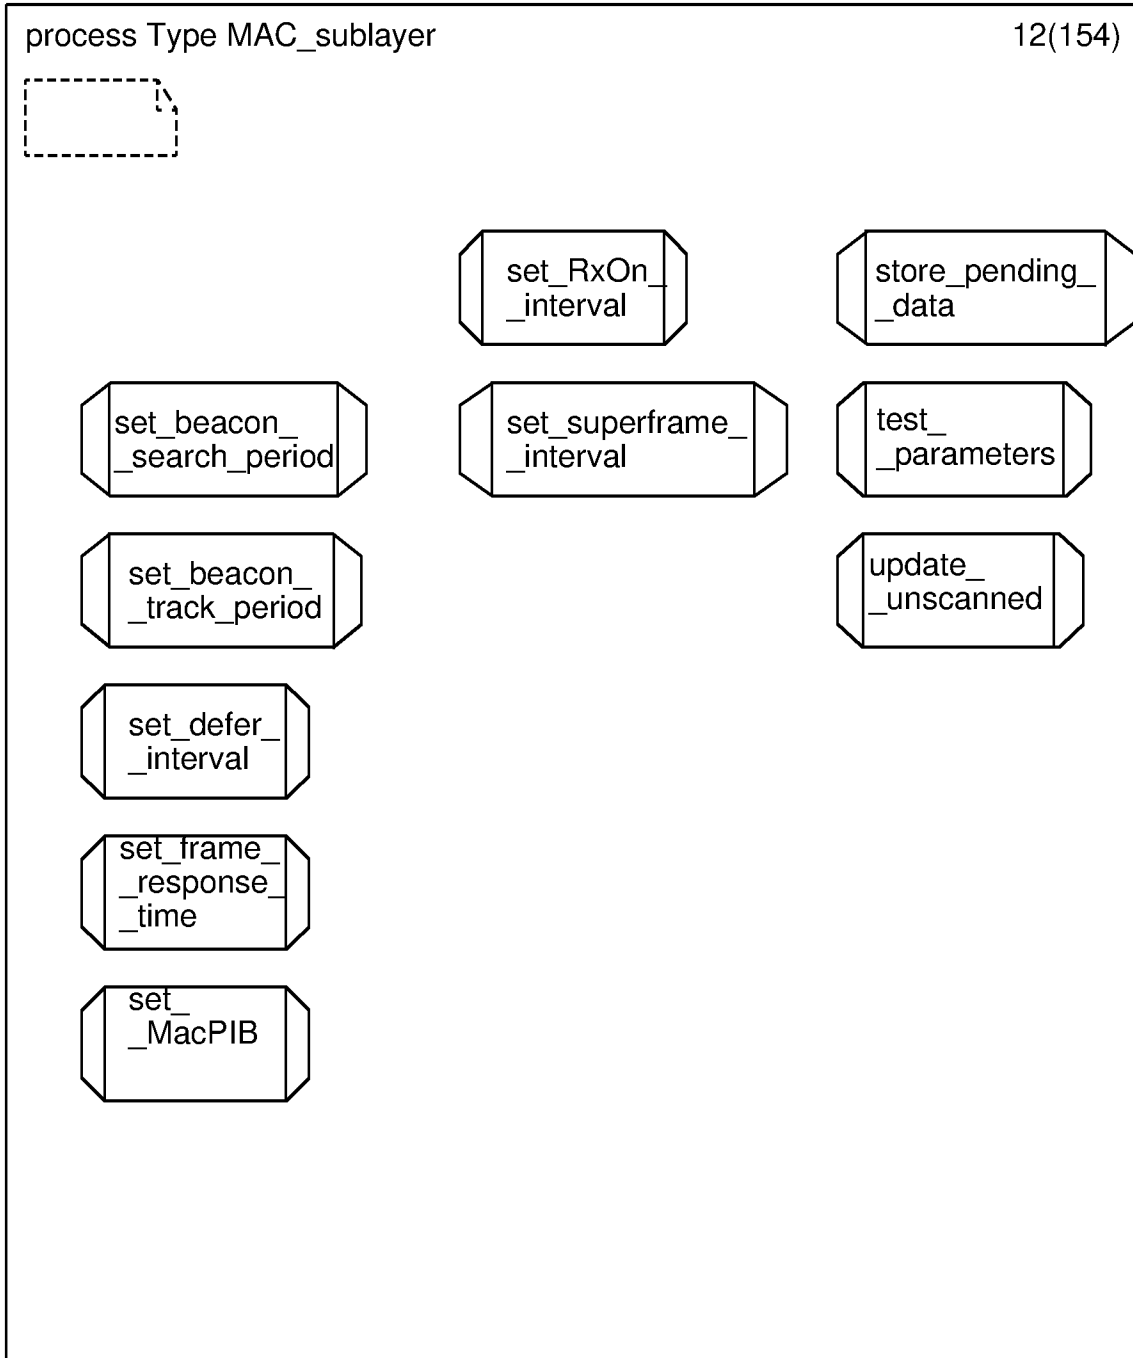 process Type MAC_sublayer
12(154)
set_RxOn_
_interval
store_pending_
_data
set_beacon_
_search_period
set_superframe_
_interval
test_
_parameters
set_beacon_
_track_period
update_
_unscanned
set_defer_
_interval
set_frame_
_response_
_time
set_
_MacPIB